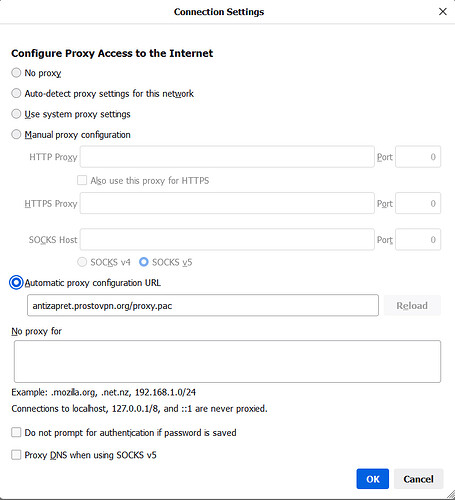 Connection Settings
Configure Proxy Access to the Internet
No proxy
Auto-detect proxy settings for this network
Use system proxy settings
Manual proxy configuration
HTTP Proxy Port 0
Also use this proxy for HTTPS
HTTPS Proxy Port 0
SOCKS Host Port 0
SOCKS v4 SOCKS v5
Automatic proxy configuration URL
antizapret.prostovpn.org/proxy.pac Reload
No proxy for
Example: .mozilla.org, .net.nz, 192.168.1.0/24
Connections to localhost, 127.0.0.1/8, and ::1 are never proxied.
Do not prompt for authentication if password is saved
Proxy DNS when using SOCKS v5
OK Cancel